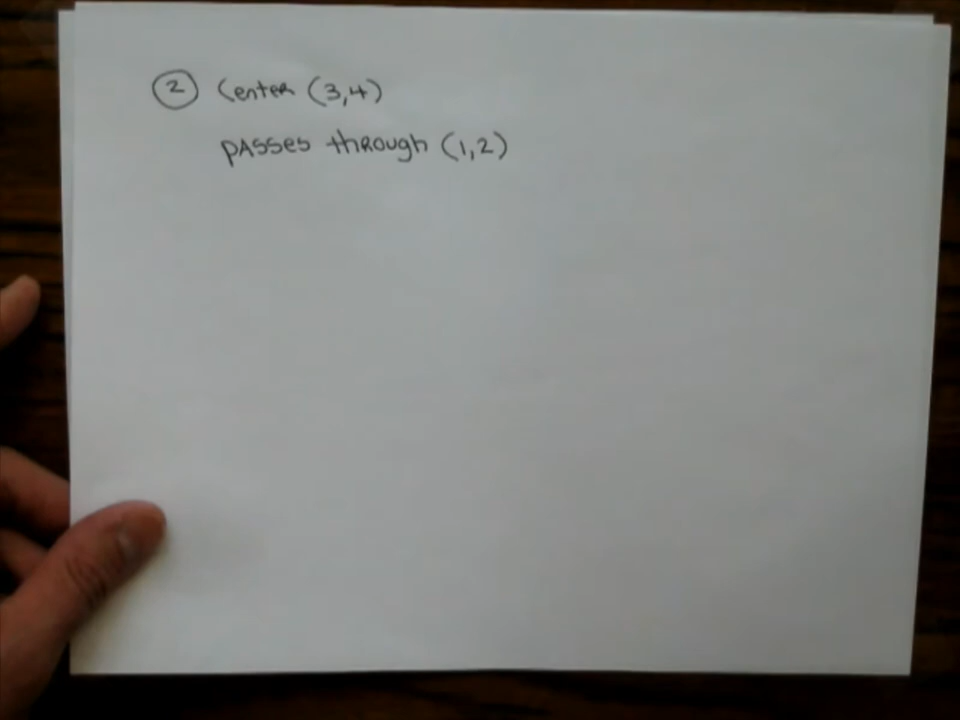 ② Center (3,4)
passes through (1,2)